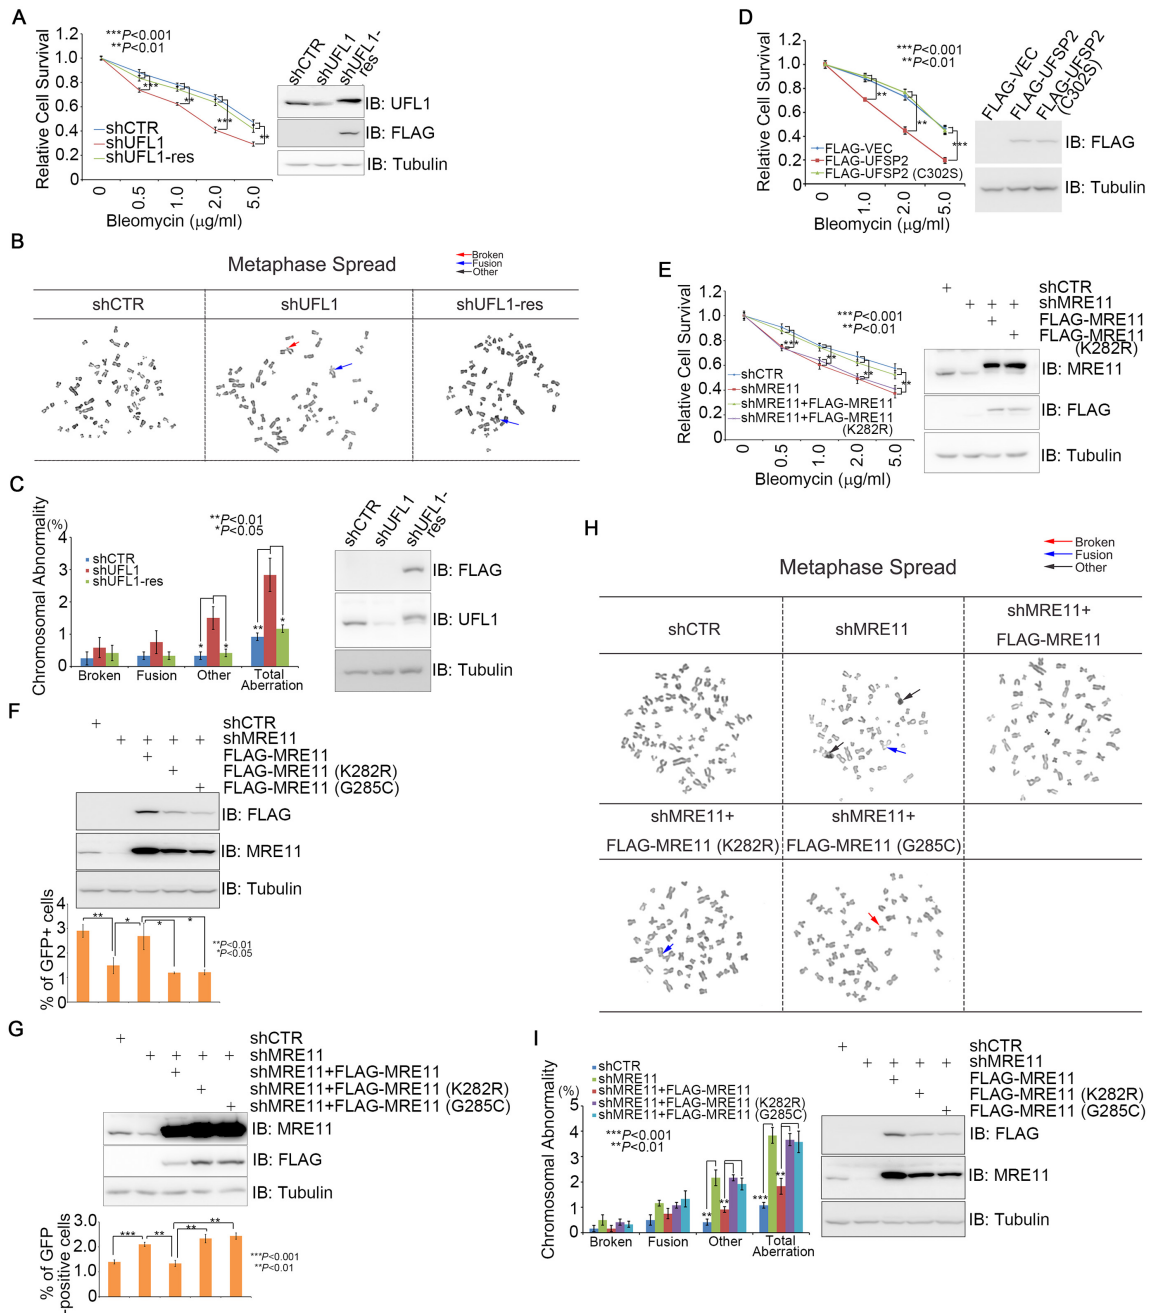 A
Relative Cell Survival
1.2
1.0
0.8
0.6
0.4
0.2
0
***P<0.001
**P<0.01
***
**
***
**
shCTR
shUFL1
shUFL1-res
0
0.5
1.0
2.0
5.0
Bleomycin (μg/ml)
shCTR
shUFL1
shUFL1-
res
IB: UFL1
IB: FLAG
IB: Tubulin
D
Relative Cell Survival
1.2
1.0
0.8
0.6
0.4
0.2
0
***P<0.001
**P<0.01
**
**
***
FLAG-VEC
FLAG-UFSP2
FLAG-UFSP2 (C302S)
0
1.0
2.0
5.0
Bleomycin (μg/ml)
FLAG-VEC
FLAG-UFSP2
FLAG-UFSP2
(C302S)
IB: FLAG
IB: Tubulin
B
Metaphase Spread
Broken
Fusion
Other
shCTR
shUFL1
shUFL1-res
E
Relative Cell Survival
1.2
1.0
0.8
0.6
0.4
0.2
0
***P<0.001
**P<0.01
***
**
**
**
shCTR
shMRE11
shMRE11+FLAG-MRE11
shMRE11+FLAG-MRE11
(K282R)
0
0.5
1.0
2.0
5.0
Bleomycin (μg/ml)
+ shCTR
+ + + shMRE11
+ FLAG-MRE11
+ FLAG-MRE11
(K282R)
IB: MRE11
IB: FLAG
IB: Tubulin
C
Chromosomal Abnormality
(%)
4
3
2
1
0
**P<0.01
*P<0.05
shCTR
shUFL1
shUFL1-res
* *
** *
Broken
Fusion
Other
Total
Aberration
shCTR
shUFL1
shUFL1-
res
IB: FLAG
IB: UFL1
IB: Tubulin
F
+ shCTR
+ + + + shMRE11
+ FLAG-MRE11
+ FLAG-MRE11 (K282R)
+ FLAG-MRE11 (G285C)
IB: FLAG
IB: MRE11
IB: Tubulin
% of GFP+ cells
4
3
2
1
0
** * * *
**P<0.01
*P<0.05
G
+ shCTR
+ + + + shMRE11
+ shMRE11+FLAG-MRE11
+ shMRE11+FLAG-MRE11 (K282R)
+ shMRE11+FLAG-MRE11 (G285C)
IB: MRE11
IB: FLAG
IB: Tubulin
% of GFP
-positive cells
3.0
2.0
1.0
0
*** ** ** **
***P<0.001
**P<0.01
H
Metaphase Spread
Broken
Fusion
Other
shCTR
shMRE11
shMRE11+
FLAG-MRE11
shMRE11+
FLAG-MRE11 (K282R)
shMRE11+
FLAG-MRE11 (G285C)
I
Chromosomal Abnormality
(%)
5
4
3
2
1
0
shCTR
shMRE11
shMRE11+FLAG-MRE11
shMRE11+FLAG-MRE11 (K282R)
shMRE11+FLAG-MRE11 (G285C)
***P<0.001
**P<0.01
** **
*** **
Broken
Fusion
Other
Total
Aberration
+ shCTR
+ + + + shMRE11
+ FLAG-MRE11
+ FLAG-MRE11 (K282R)
+ FLAG-MRE11 (G285C)
IB: FLAG
IB: MRE11
IB: Tubulin